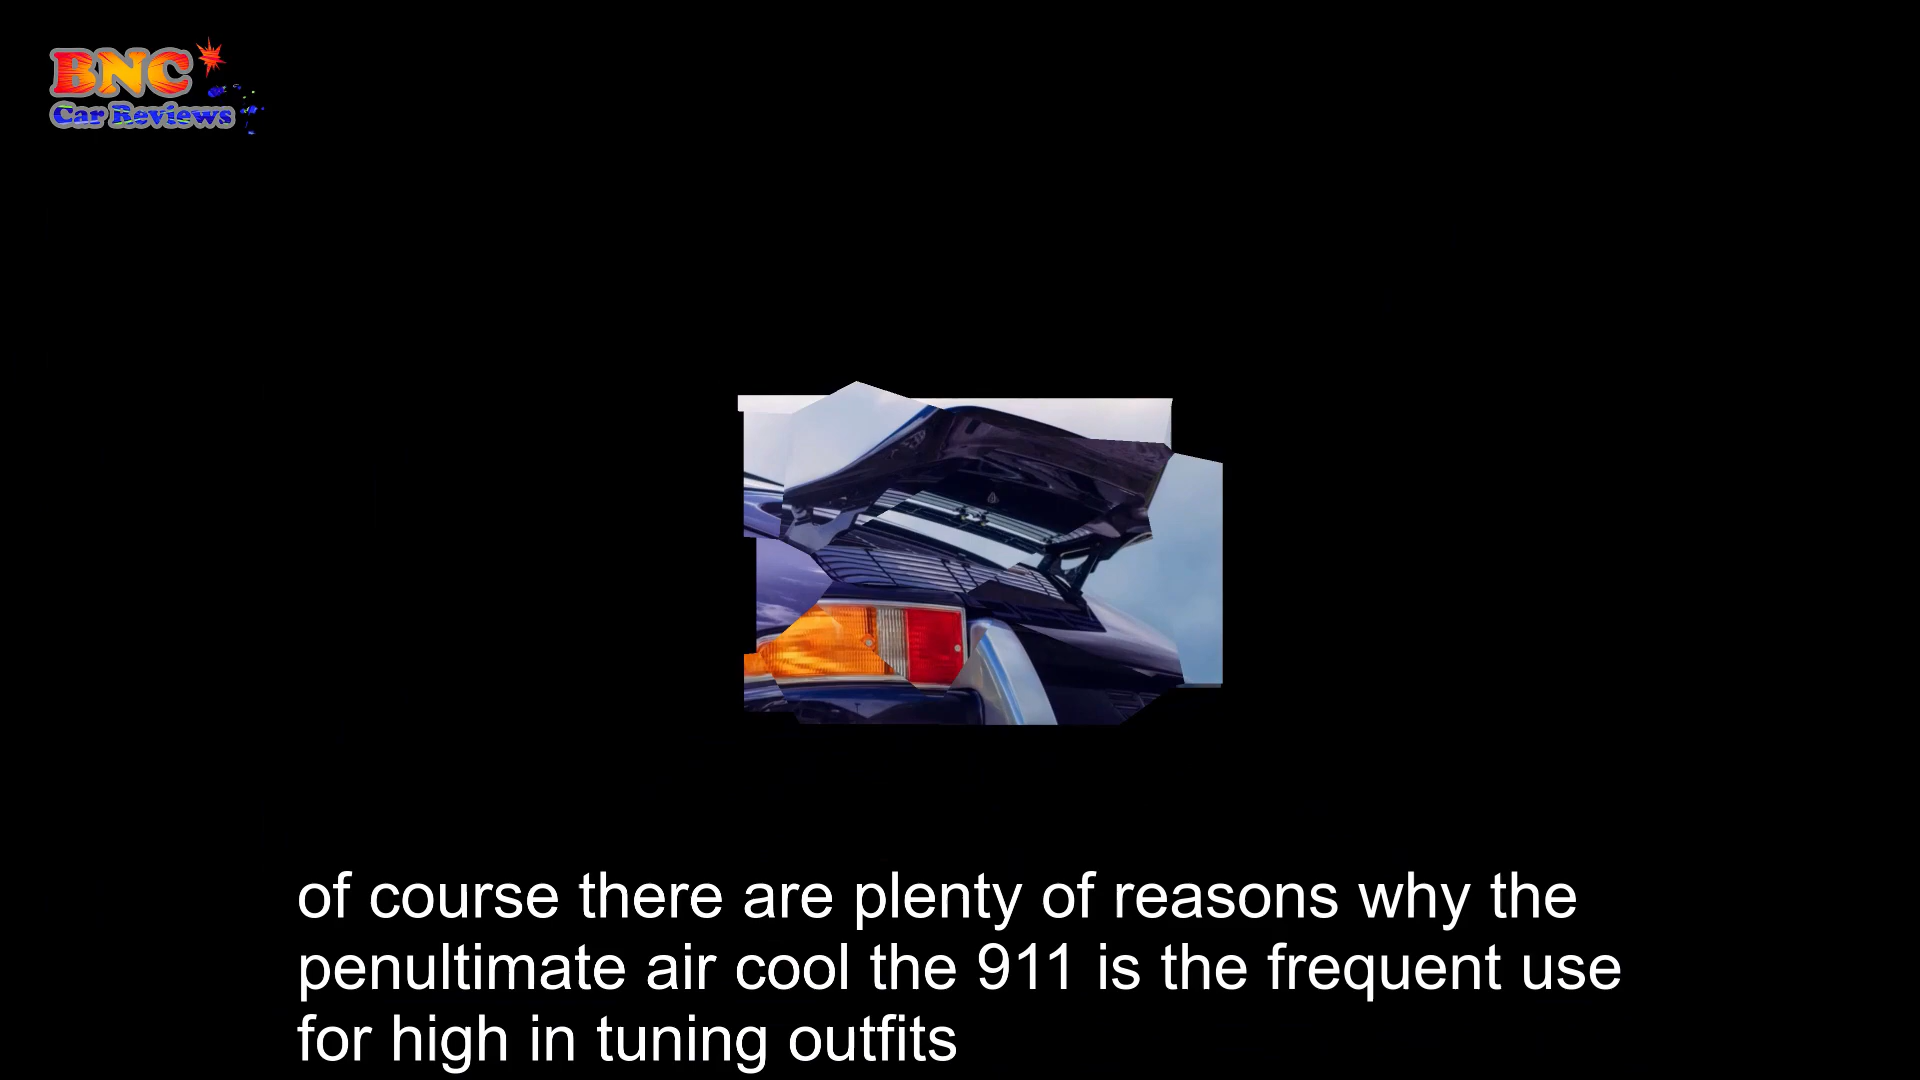 BNC
Car Reviews
of course there are plenty of reasons why the
penultimate air cool the 911 is the frequent use
for high in tuning outfits